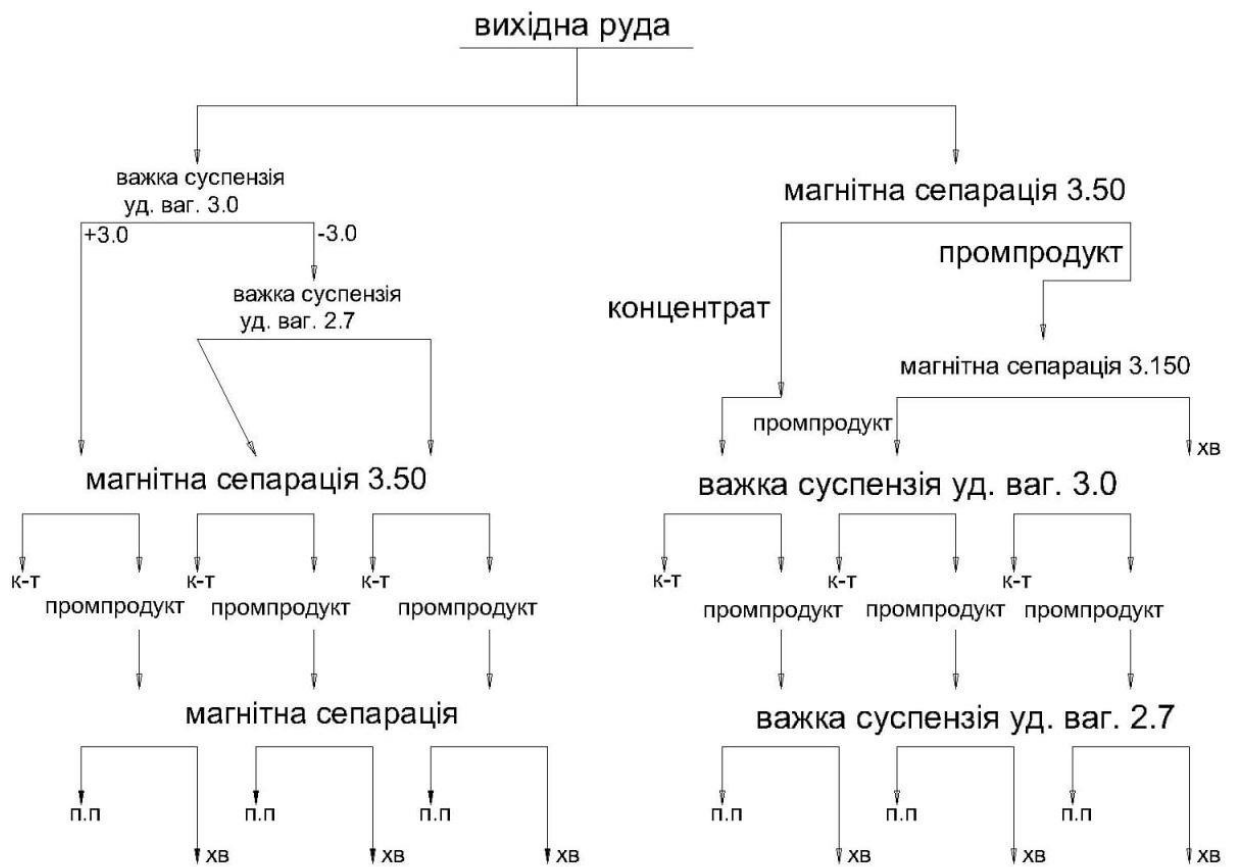 вихідна руда
важка суспензія
уд. ваг. 3.0
магнітна сепарація 3.50
+3.0
-3.0
промпродукт
важка суспензія
уд. ваг. 2.7
концентрат
магнітна сепарація 3.150
промпродукт
хв
магнітна сепарація 3.50
важка суспензія уд. ваг. 3.0
к-т
к-т
к-т
к-т
к-т
к-т
промпродукт
промпродукт
промпродукт
промпродукт
промпродукт
промпродукт
магнітна сепарація
важка суспензія уд. ваг. 2.7
п.п
п.п
п.п
п.п
п.п
п.п
хв
хв
хв
хв
хв
хв